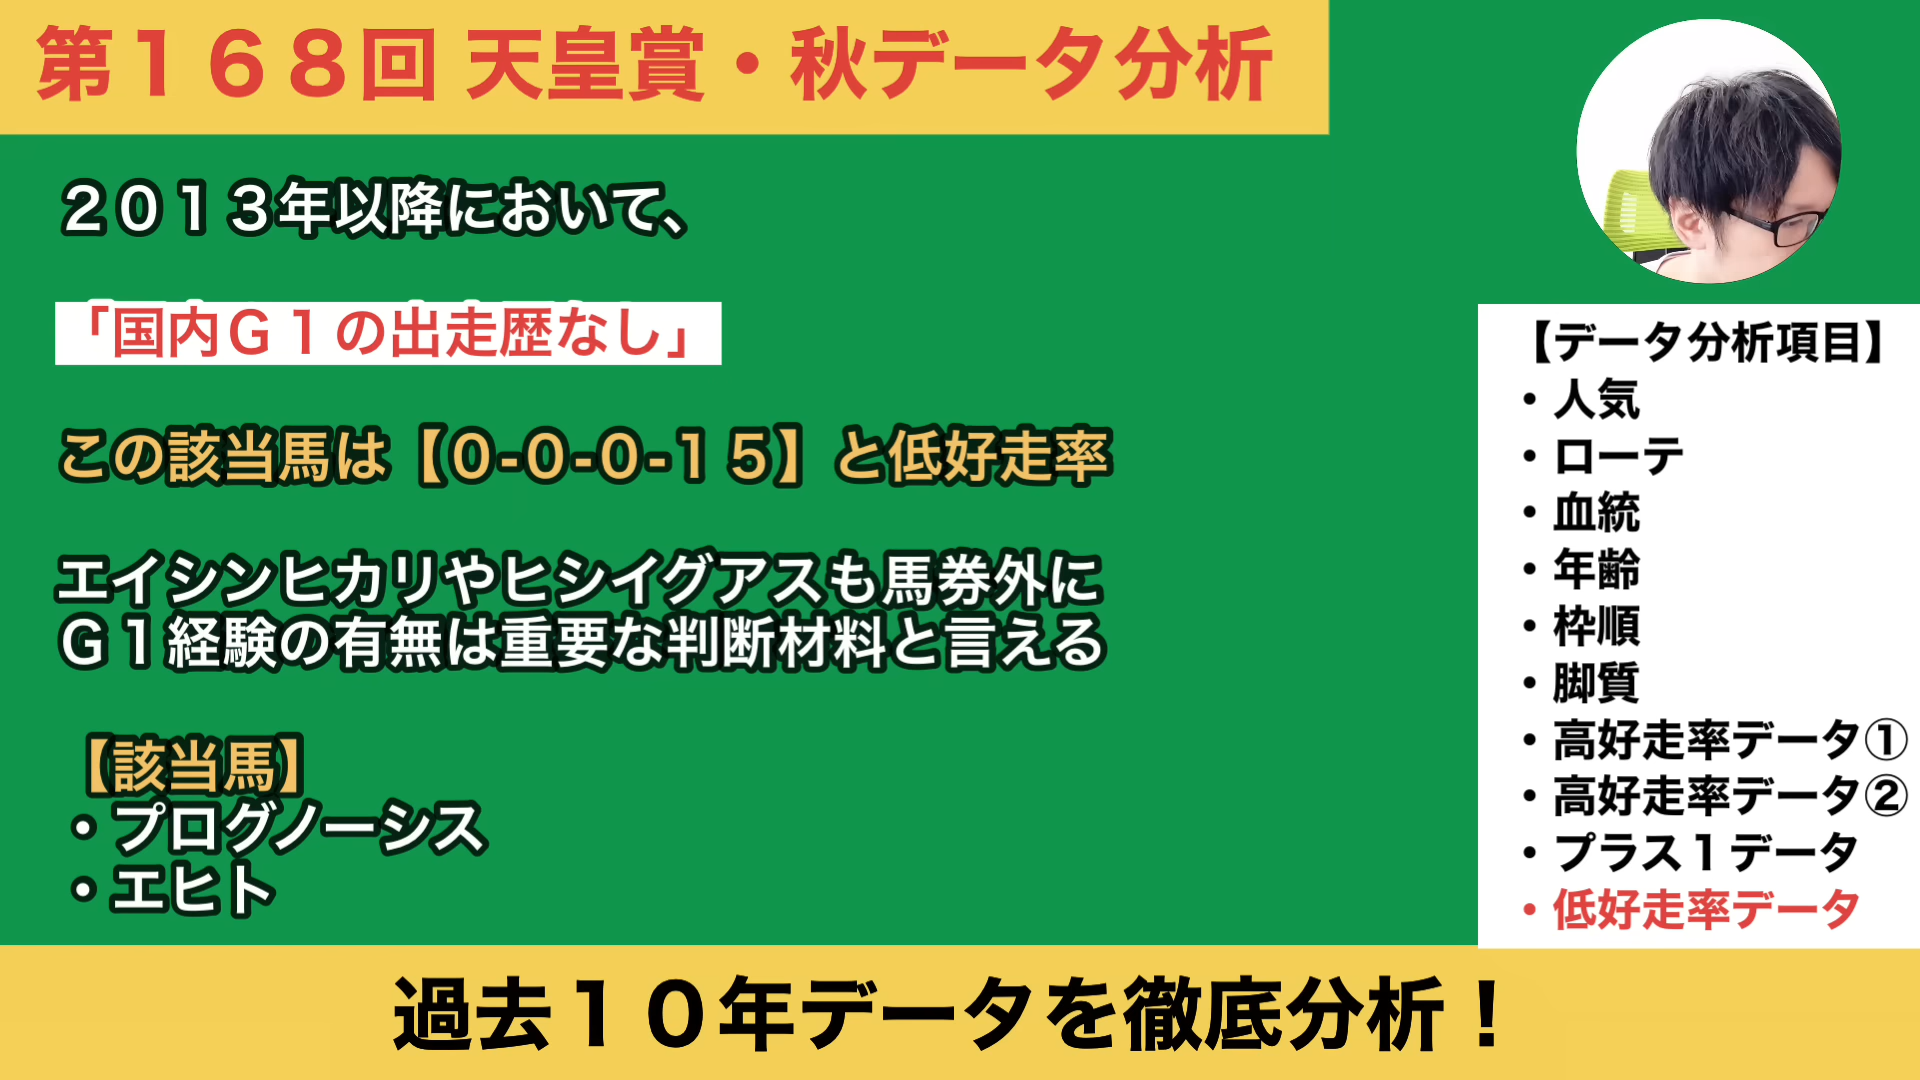 第１６８回 天皇賞・秋データ分析
２０１３年以降において、
「国内Ｇ１の出走歴なし」
この該当馬は【０-０-０-１５】と低好走率
エイシンヒカリやヒシイグアスも馬券外に
Ｇ１経験の有無は重要な判断材料と言える
【該当馬】
・プログノーシス
・エヒト
【データ分析項目】
・人気
・ローテ
・血統
・年齢
・枠順
・脚質
・高好走率データ①
・高好走率データ②
・プラス１データ
・低好走率データ
過去１０年データを徹底分析！